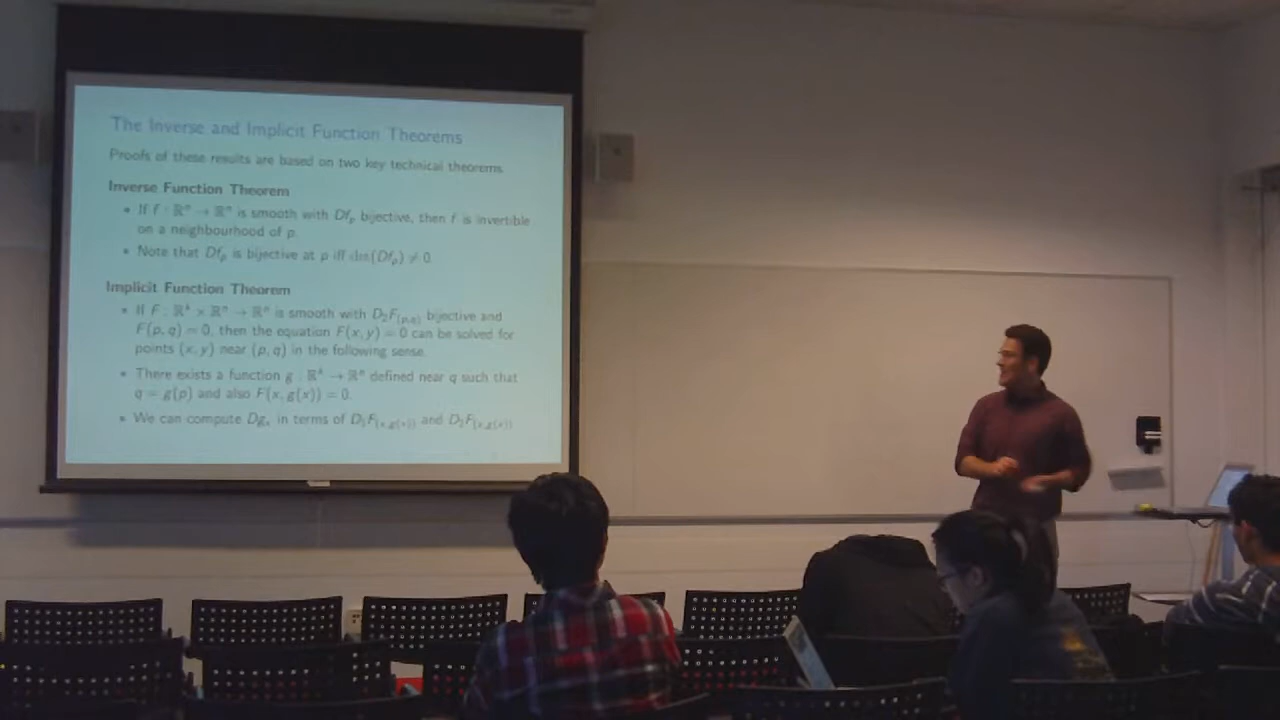 The Inverse and Implicit Function Theorems
Proofs of these results are based on two key technical theorems.
Inverse Function Theorem
• If f : ℝⁿ → ℝⁿ is smooth with Df_p bijective, then f is invertible
on a neighbourhood of p.
• Note that Df_p is bijective at p iff det(Df_p) ≠ 0.
Implicit Function Theorem
• If F : ℝᵏ × ℝⁿ → ℝⁿ is smooth with D₂F_(p,q) bijective and
F(p, q) = 0, then the equation F(x, y) = 0 can be solved for
points (x, y) near (p, q) in the following sense.
• There exists a function g : ℝᵏ → ℝⁿ defined near q such that
q = g(p) and also F(x, g(x)) = 0.
• We can compute Dg_x in terms of D₁F_(x,g(x)) and D₂F_(x,g(x))